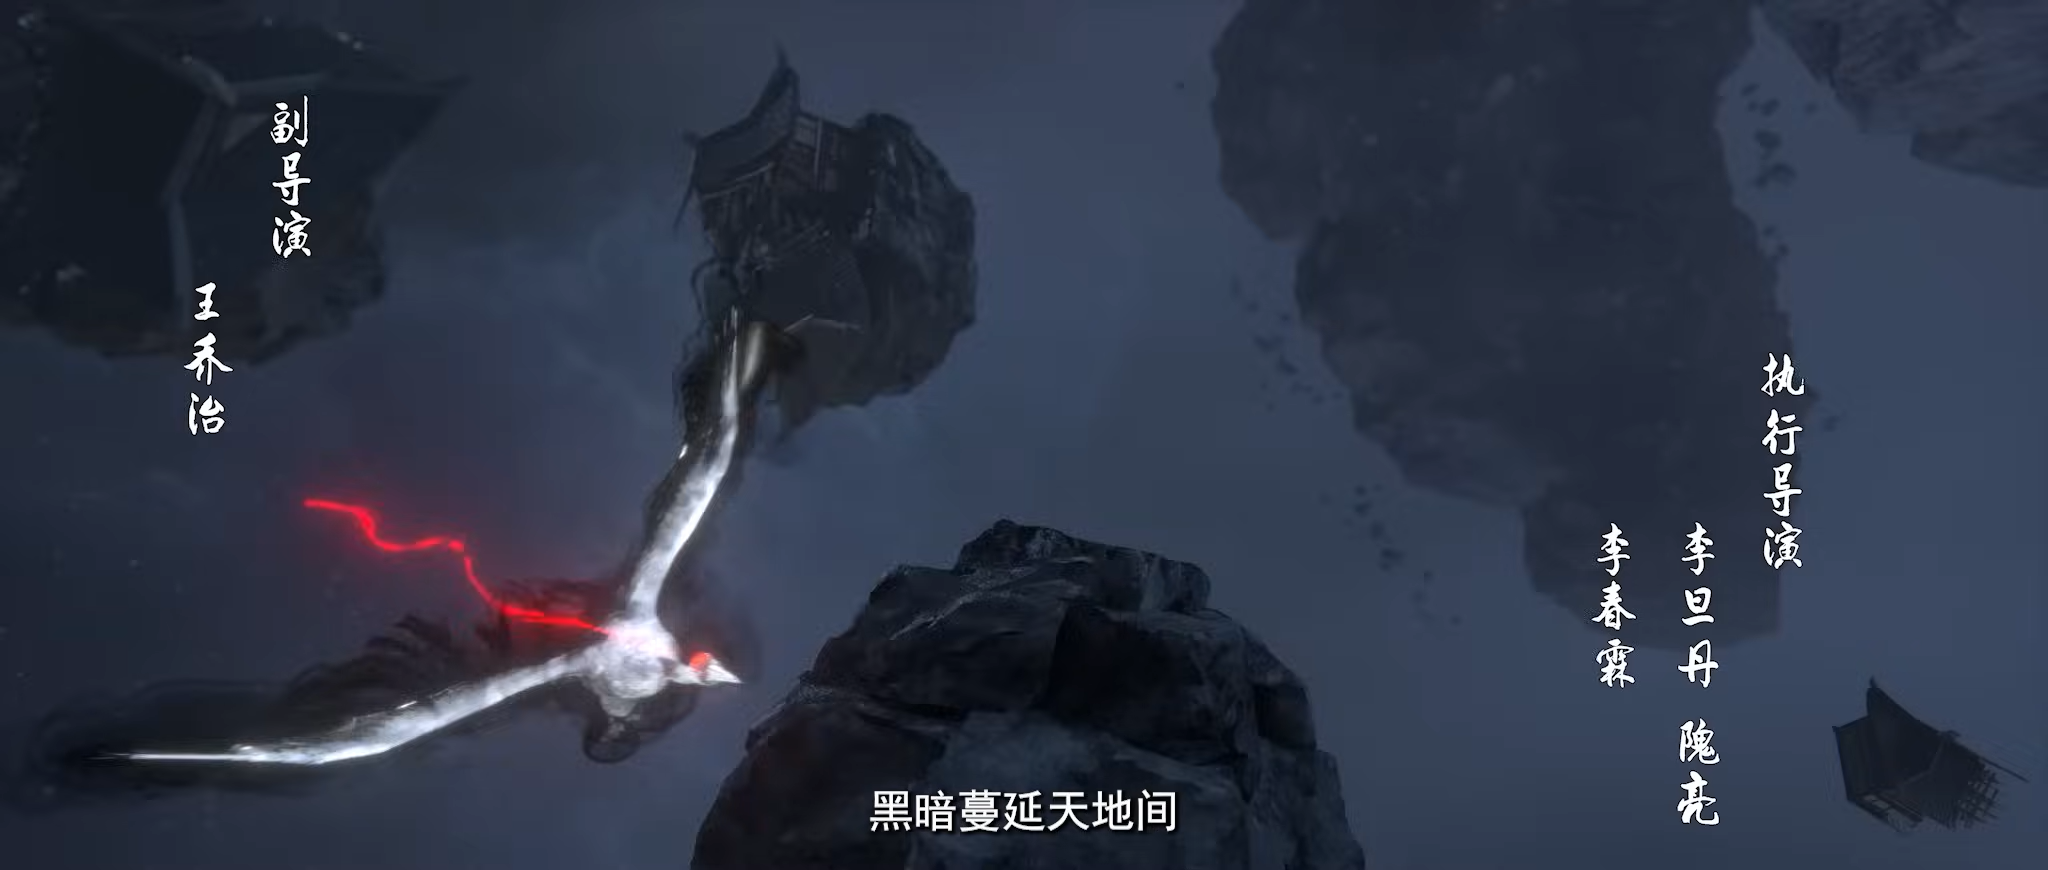 副导演
王乔治
执行导演
李旦丹 隗亮
李春霖
黑暗蔓延天地间